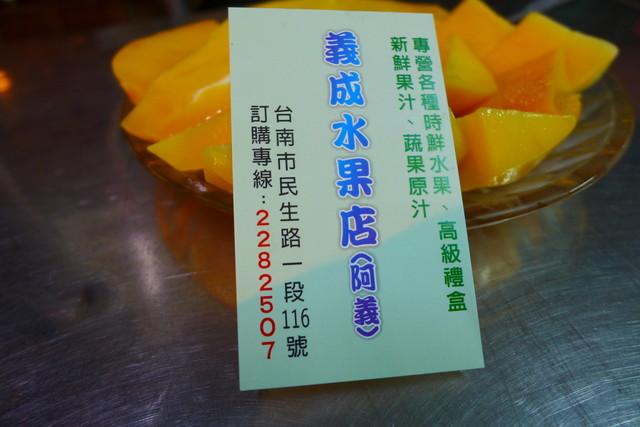 專營各種時鮮水果、高級禮盒
新鮮果汁、蔬果原汁
義成水果店(阿義)
台南市民生路一段116號
訂購專線:2282507